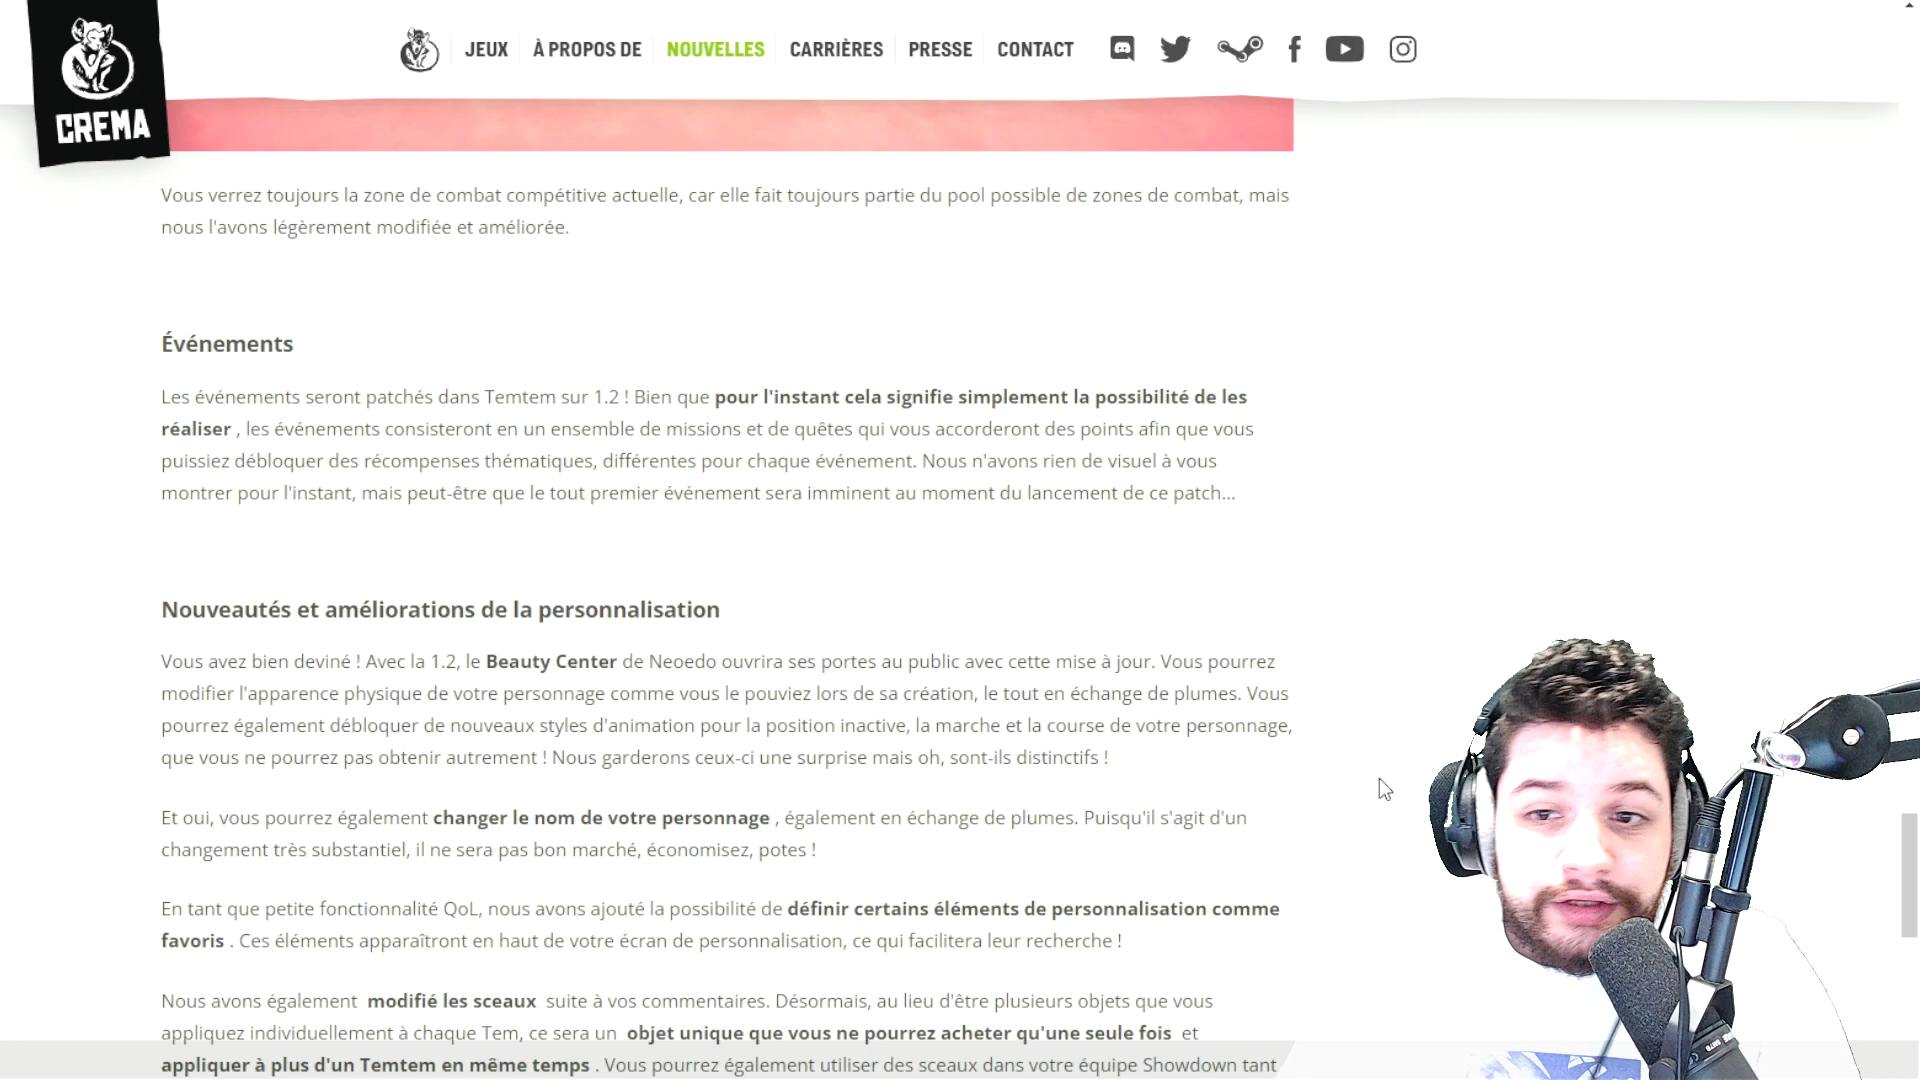 CREMA
JEUX À PROPOS DE NOUVELLES CARRIÈRES PRESSE CONTACT
Vous verrez toujours la zone de combat compétitive actuelle, car elle fait toujours partie du pool possible de zones de combat, mais
nous l'avons légèrement modifiée et améliorée.
Événements
Les événements seront patchés dans Temtem sur 1.2 ! Bien que pour l'instant cela signifie simplement la possibilité de les
réaliser , les événements consisteront en un ensemble de missions et de quêtes qui vous accorderont des points afin que vous
puissiez débloquer des récompenses thématiques, différentes pour chaque événement. Nous n'avons rien de visuel à vous
montrer pour l'instant, mais peut-être que le tout premier événement sera imminent au moment du lancement de ce patch...
Nouveautés et améliorations de la personnalisation
Vous avez bien deviné ! Avec la 1.2, le Beauty Center de Neoedo ouvrira ses portes au public avec cette mise à jour. Vous pourrez
modifier l'apparence physique de votre personnage comme vous le pouviez lors de sa création, le tout en échange de plumes. Vous
pourrez également débloquer de nouveaux styles d'animation pour la position inactive, la marche et la course de votre personnage,
que vous ne pourrez pas obtenir autrement ! Nous garderons ceux-ci une surprise mais oh, sont-ils distinctifs !
Et oui, vous pourrez également changer le nom de votre personnage , également en échange de plumes. Puisqu'il s'agit d'un
changement très substantiel, il ne sera pas bon marché, économisez, potes !
En tant que petite fonctionnalité QoL, nous avons ajouté la possibilité de définir certains éléments de personnalisation comme
favoris . Ces éléments apparaîtront en haut de votre écran de personnalisation, ce qui facilitera leur recherche !
Nous avons également modifié les sceaux suite à vos commentaires. Désormais, au lieu d'être plusieurs objets que vous
appliquez individuellement à chaque Tem, ce sera un objet unique que vous ne pourrez acheter qu'une seule fois et
appliquer à plus d'un Temtem en même temps . Vous pourrez également utiliser des sceaux dans votre équipe Showdown tant